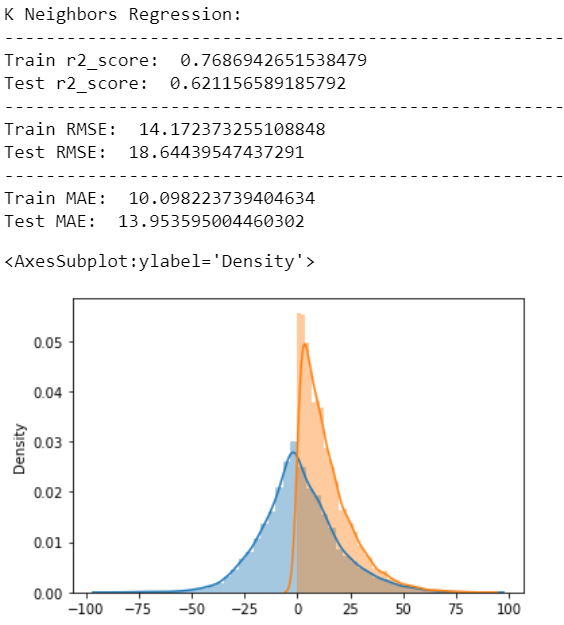 K Neighbors Regression:
------------------------------------------------------
Train r2_score:  0.7686942651538479
Test r2_score:  0.621156589185792
------------------------------------------------------
Train RMSE:  14.172373255108848
Test RMSE:  18.64439547437291
------------------------------------------------------
Train MAE:  10.098223739404634
Test MAE:  13.953595004460302
<AxesSubplot:ylabel='Density'>
0.05
0.04
0.03
0.02
0.01
0.00
Density
−100 −75 −50 −25 0 25 50 75 100